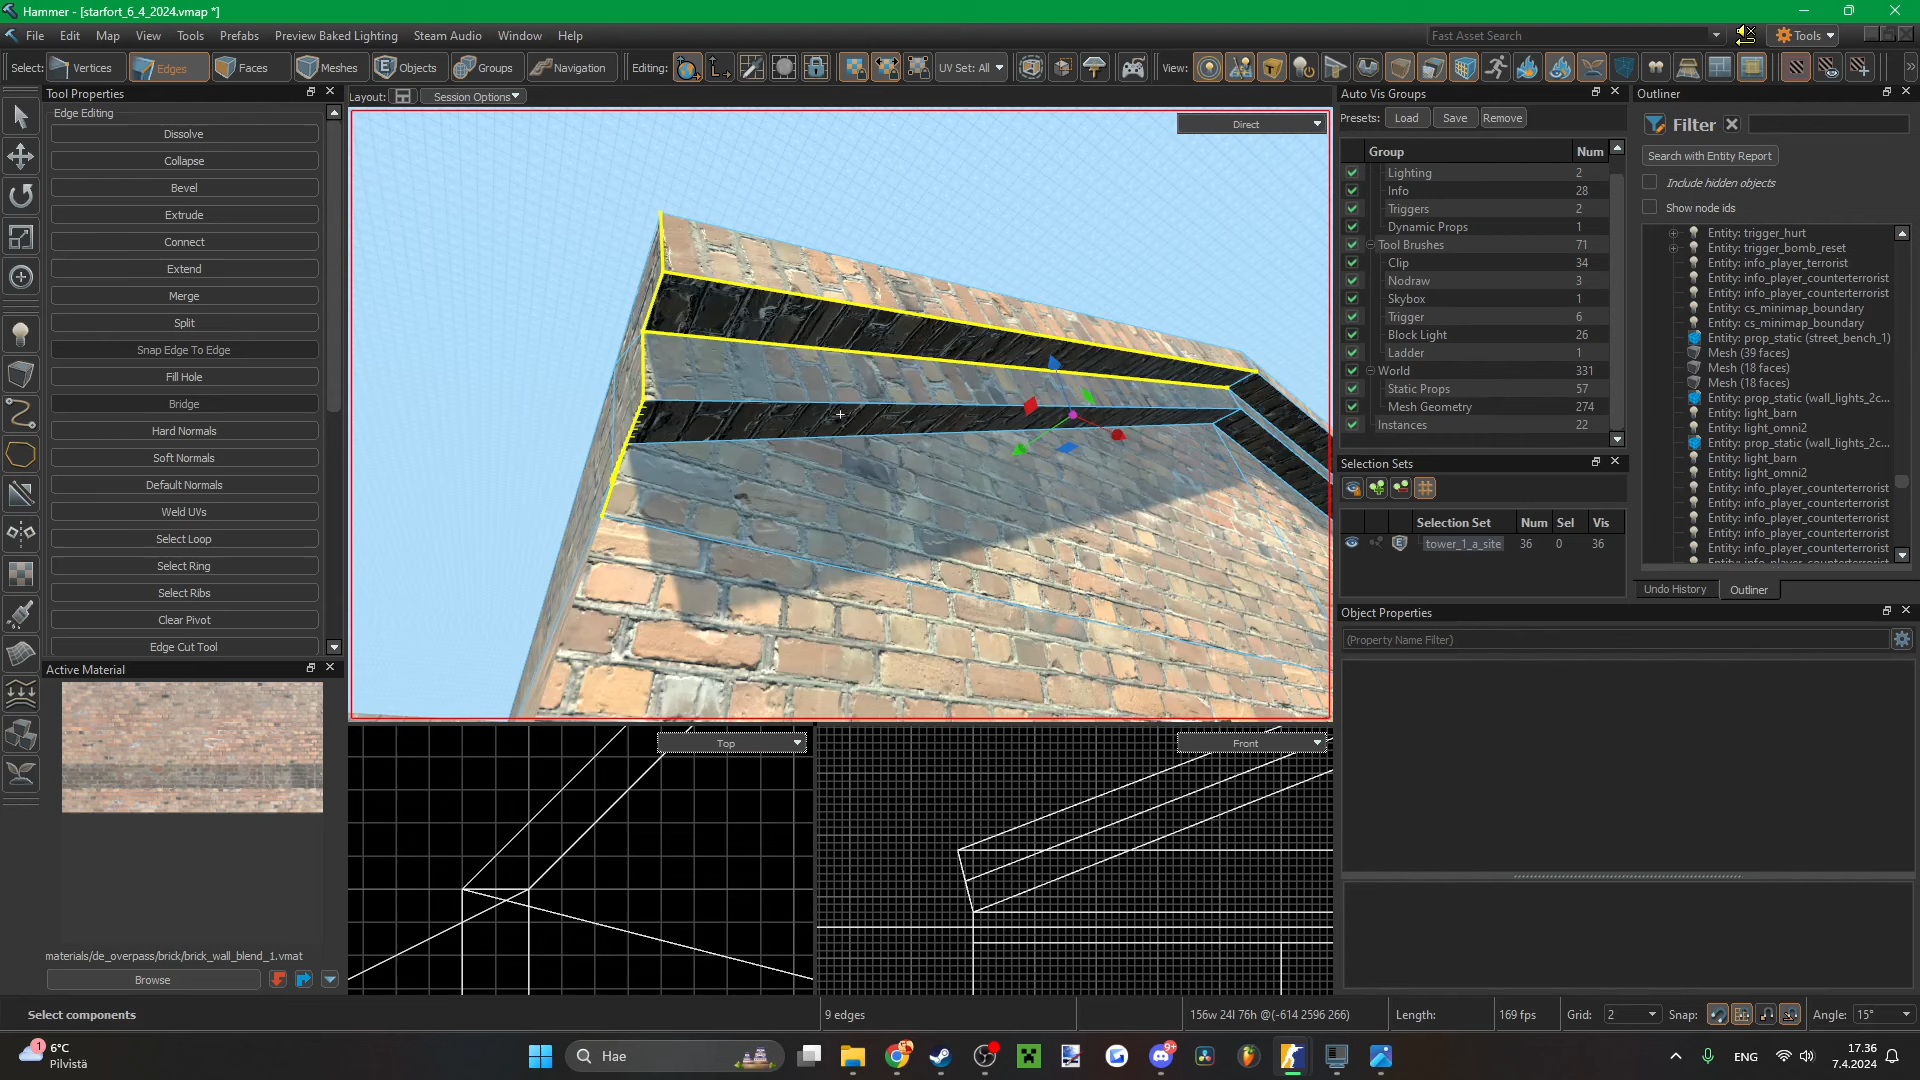 Hammer - [starfort_6_4_2024.vmap *]
File Edit Map View Tools Prefabs Preview Baked Lighting Steam Audio Window Help
Fast Asset Search
Tools
Select: Vertices Edges Faces Meshes Objects Groups Navigation Editing: UV Set: All View:
Tool Properties
Layout: Session Options
Edge Editing
Dissolve
Collapse
Bevel
Extrude
Connect
Extend
Merge
Split
Snap Edge To Edge
Fill Hole
Bridge
Hard Normals
Soft Normals
Default Normals
Weld UVs
Select Loop
Select Ring
Select Ribs
Clear Pivot
Edge Cut Tool
Active Material
materials/de_overpass/brick/brick_wall_blend_1.vmat
Browse
Direct
Top
Front
Auto Vis Groups
Presets: Load Save Remove
Group Num
Lighting 2
Info 28
Triggers 2
Dynamic Props 1
Tool Brushes 71
Clip 34
Nodraw 3
Skybox 1
Trigger 6
Block Light 26
Ladder 1
World 331
Static Props 57
Mesh Geometry 274
Instances 22
Selection Sets
Selection Set Num Sel Vis
tower_1_a_site 36 0 36
Outliner
Filter
Search with Entity Report
Include hidden objects
Show node ids
Entity: trigger_hurt
Entity: trigger_bomb_reset
Entity: info_player_terrorist
Entity: info_player_counterterrorist
Entity: info_player_counterterrorist
Entity: cs_minimap_boundary
Entity: cs_minimap_boundary
Entity: prop_static (street_bench_1)
Mesh (39 faces)
Mesh (18 faces)
Mesh (18 faces)
Entity: prop_static (wall_lights_2c...
Entity: light_barn
Entity: light_omni2
Entity: prop_static (wall_lights_2c...
Entity: light_barn
Entity: light_omni2
Entity: info_player_counterterrorist
Entity: info_player_counterterrorist
Entity: info_player_counterterrorist
Entity: info_player_counterterrorist
Entity: info_player_counterterrorist
Entity: info_player_counterterrorist
Undo History Outliner
Object Properties
(Property Name Filter)
Select components
9 edges
156w 24l 76h @(-614 2596 266)
Length:
169 fps
Grid: 2
Snap:
Angle: 15°
1
6°C
Pilvistä
Hae
9+
ENG
17.36
7.4.2024